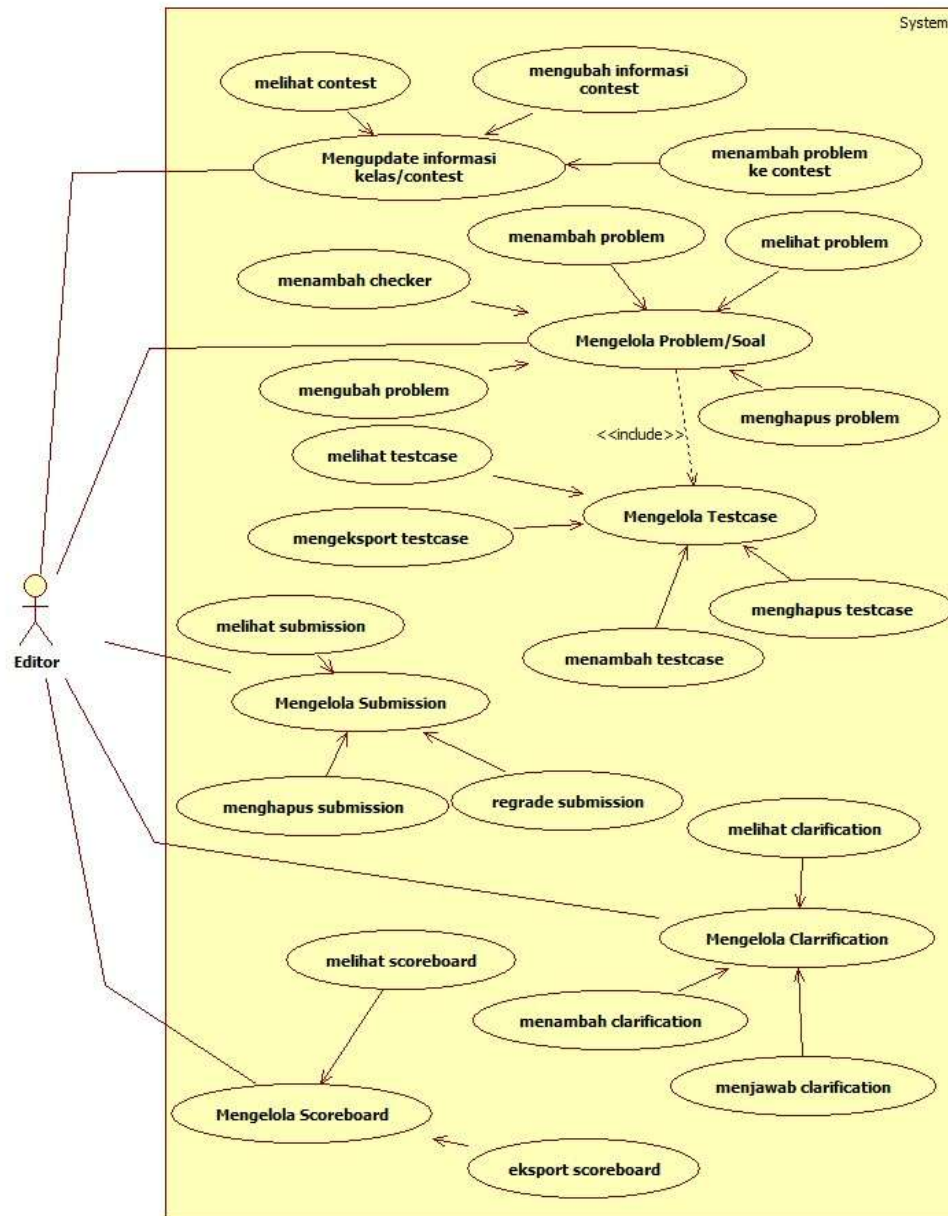 System
melihat contest
mengubah informasi
contest
Mengupdate informasi
kelas/contest
menambah problem
ke contest
menambah problem
melihat problem
menambah checker
Mengelola Problem/Soal
mengubah problem
menghapus problem
<<include>>
melihat testcase
Mengelola Testcase
mengeksport testcase
menghapus testcase
menambah testcase
Editor
melihat submission
Mengelola Submission
menghapus submission
regrade submission
melihat clarification
Mengelola Clarrification
melihat scoreboard
menambah clarification
menjawab clarification
Mengelola Scoreboard
eksport scoreboard